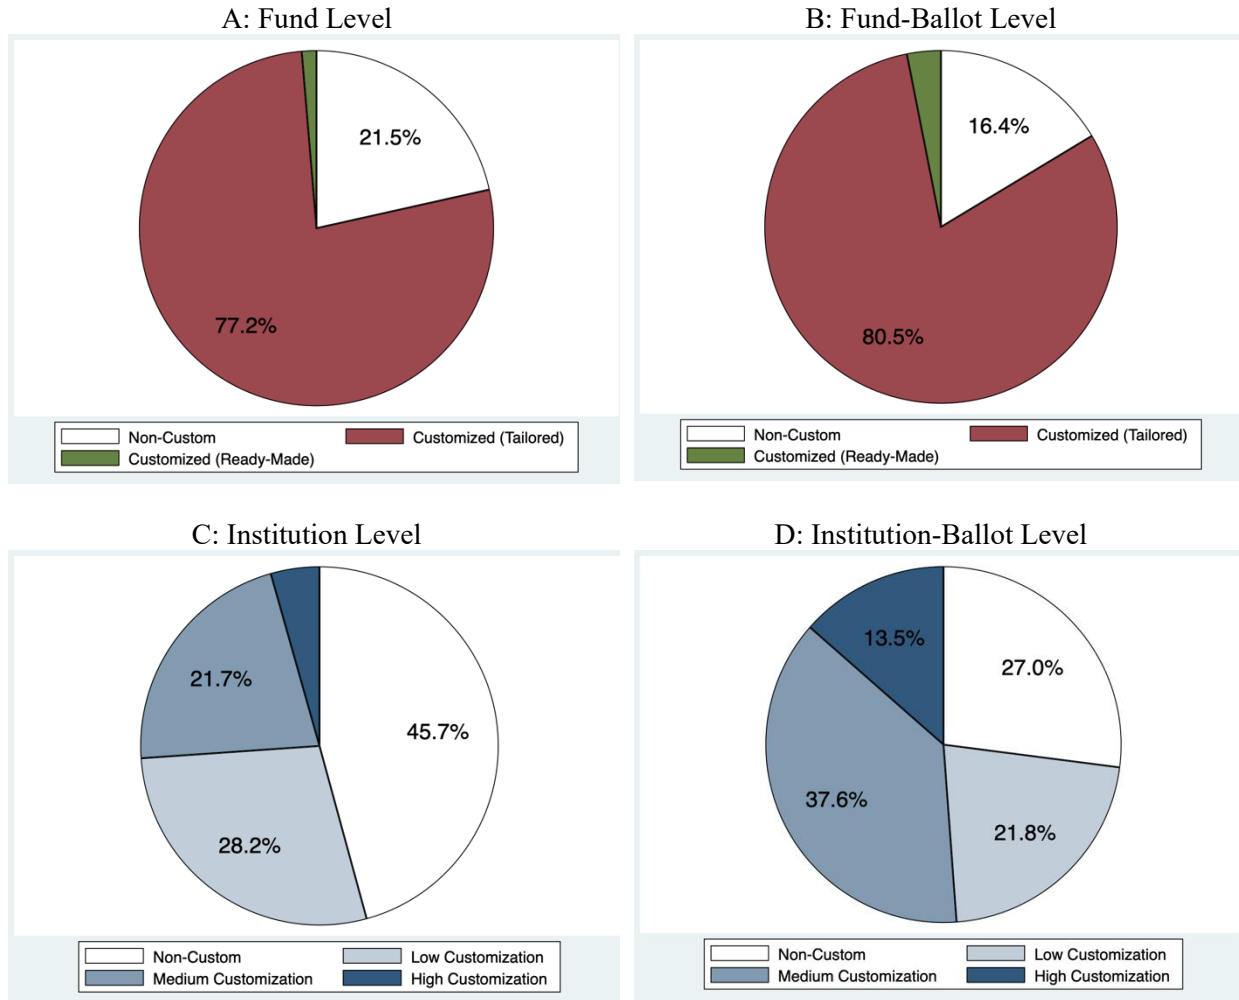 A: Fund Level
21.5%
77.2%
Non-Custom
Customized (Tailored)
Customized (Ready-Made)
B: Fund-Ballot Level
16.4%
80.5%
Non-Custom
Customized (Tailored)
Customized (Ready-Made)
C: Institution Level
21.7%
45.7%
28.2%
Non-Custom
Low Customization
Medium Customization
High Customization
D: Institution-Ballot Level
13.5%
27.0%
37.6%
21.8%
Non-Custom
Low Customization
Medium Customization
High Customization